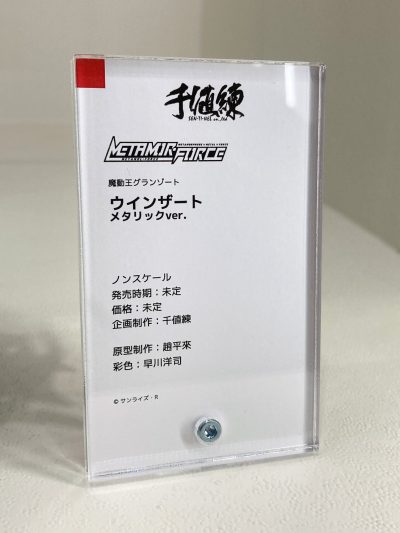 千値練
SEN-TI-NEL co.,ltd
METAMOR-FORCE
魔動王グランゾート
ウインザート
メタリックver.
ノンスケール
発売時期：未定
価格：未定
企画制作：千値練
原型制作：趙平來
彩色：早川洋司
© サンライズ・R